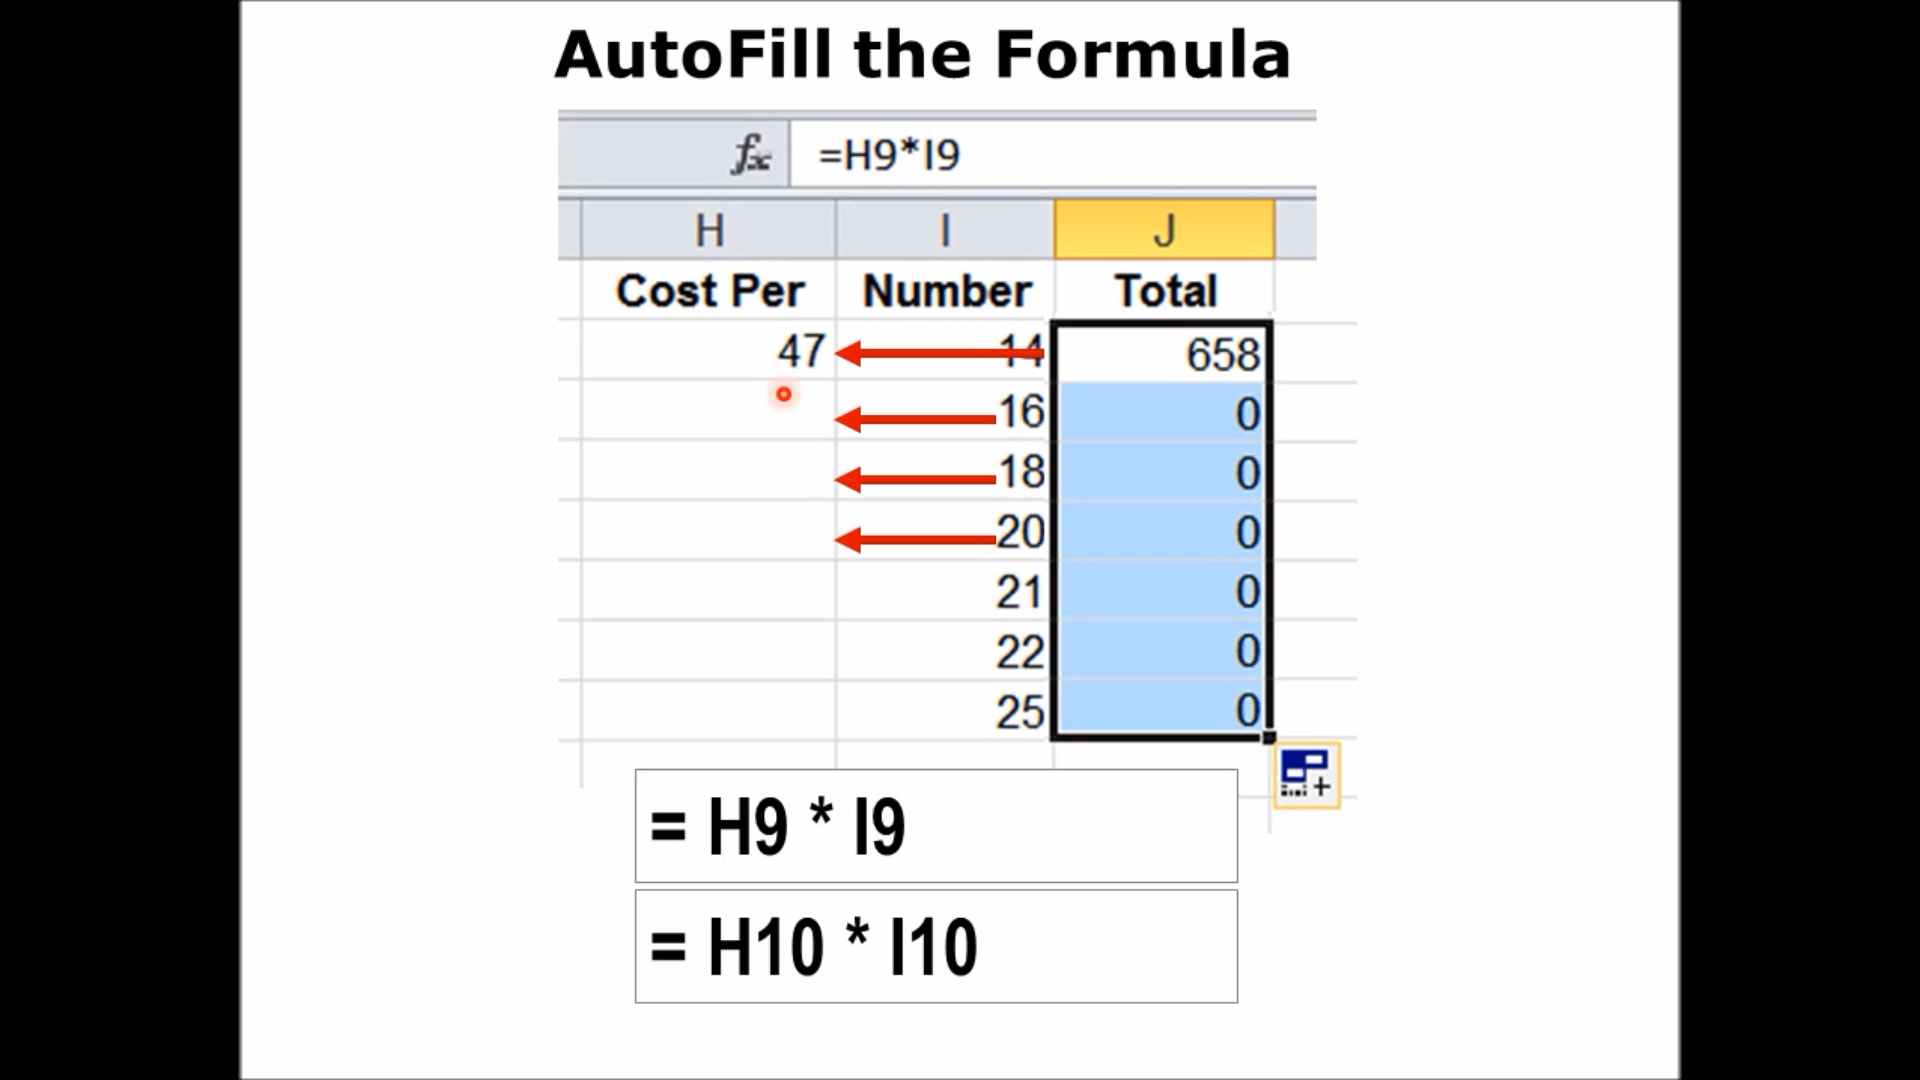 AutoFill the Formula
fx =H9*I9
H I J
Cost Per Number Total
47 14 658
16 0
18 0
20 0
21 0
22 0
25 0
= H9 * I9
= H10 * I10